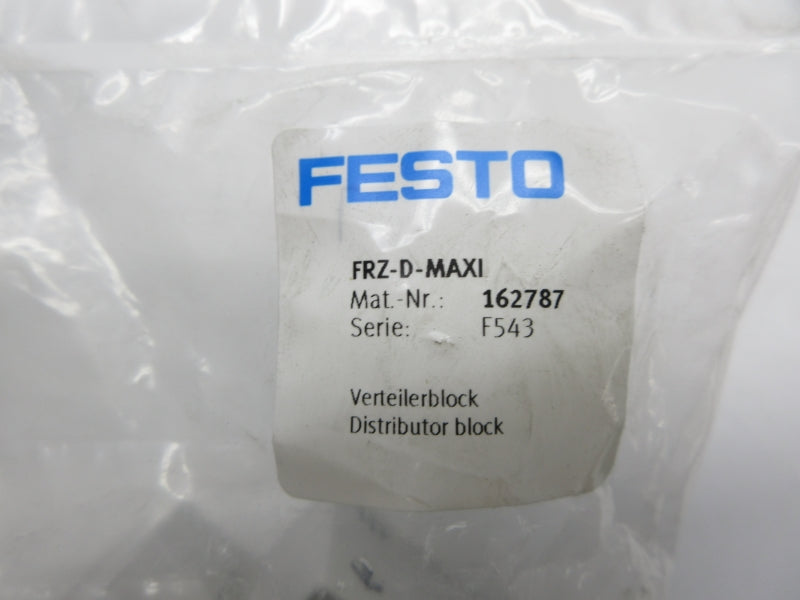 FESTO
FRZ-D-MAXI
Mat.-Nr.: 162787
Serie: F543
Verteilerblock
Distributor block